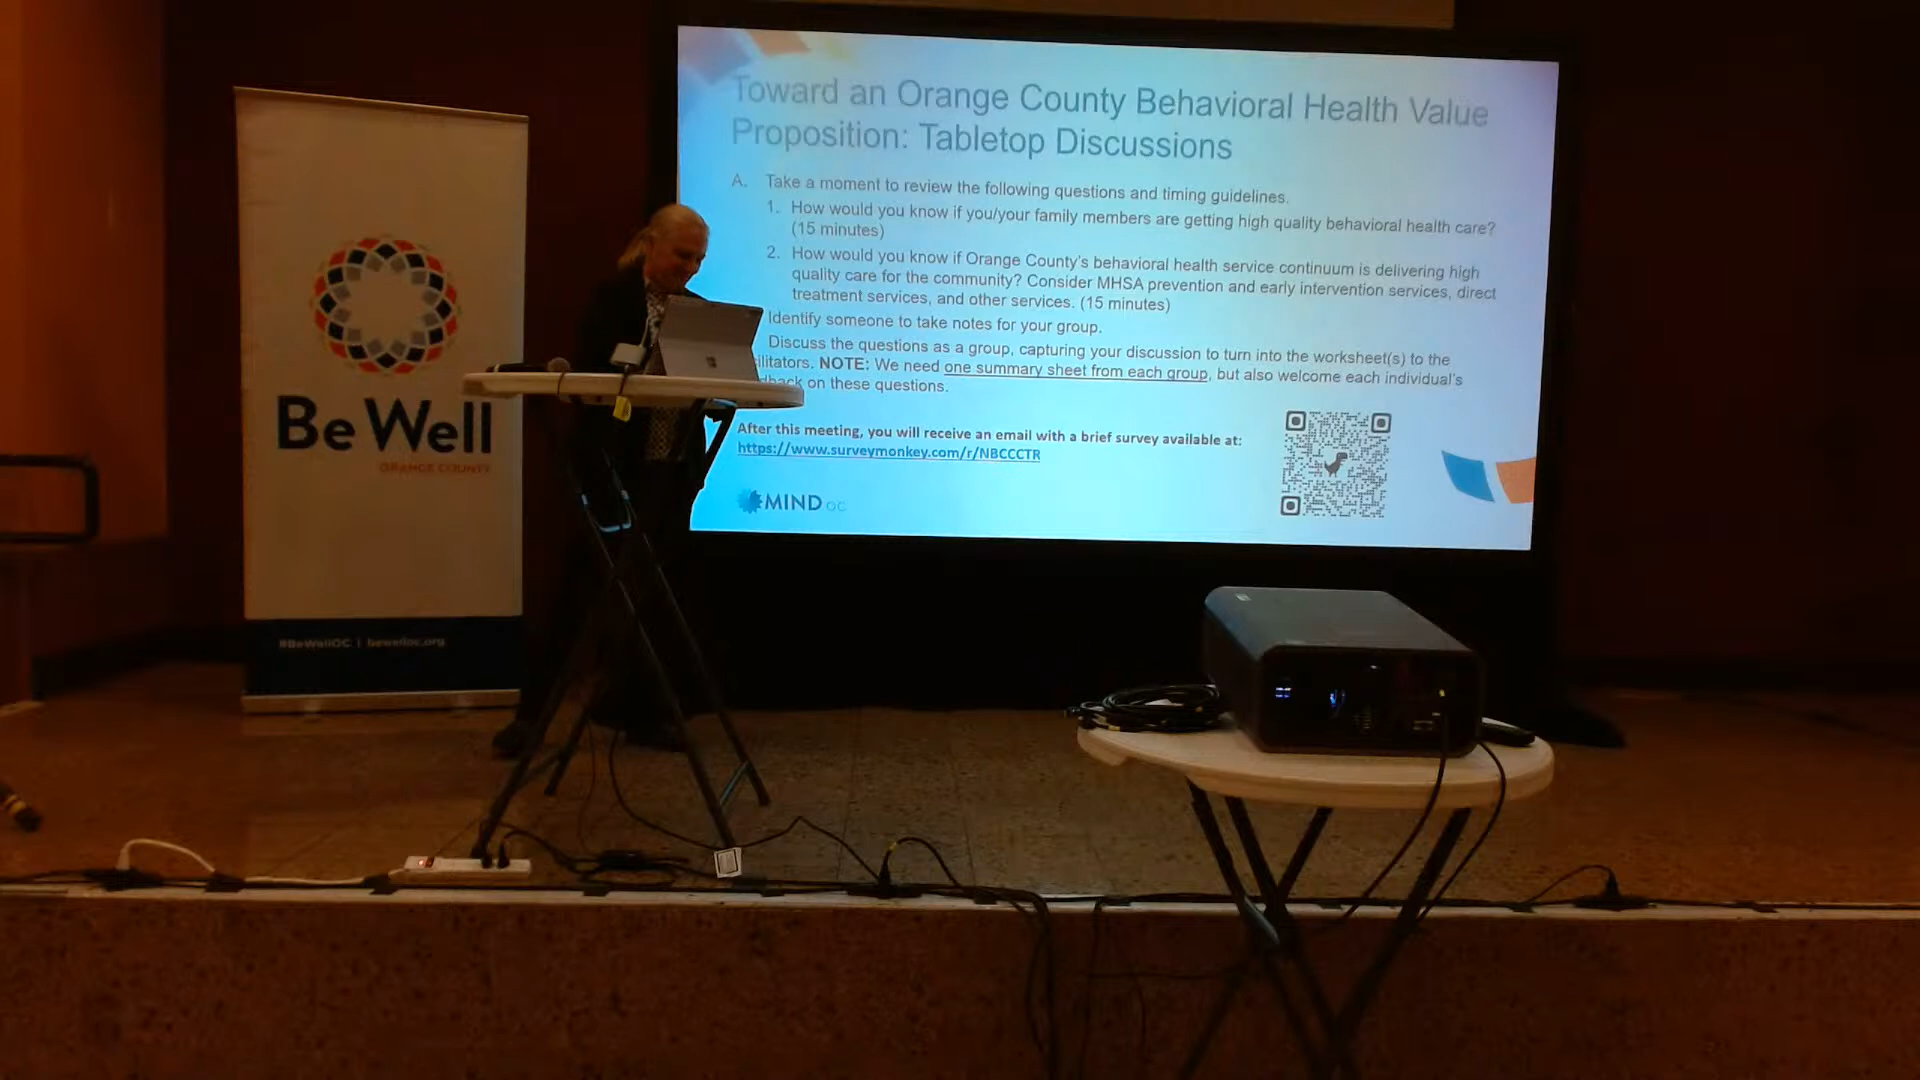 Toward an Orange County Behavioral Health Value
Proposition: Tabletop Discussions
A. Take a moment to review the following questions and timing guidelines.
1. How would you know if you/your family members are getting high quality behavioral health care?
(15 minutes)
2. How would you know if Orange County's behavioral health service continuum is delivering high
quality care for the community? Consider MHSA prevention and early intervention services, direct
treatment services, and other services. (15 minutes)
Identify someone to take notes for your group.
Discuss the questions as a group, capturing your discussion to turn into the worksheet(s) to the
ilitators. NOTE: We need one summary sheet from each group, but also welcome each individual's
dback on these questions.
After this meeting, you will receive an email with a brief survey available at:
https://www.surveymonkey.com/r/NBCCCTR
MIND OC
Be Well
ORANGE COUNTY
#BeWellOC | bewelloc.org